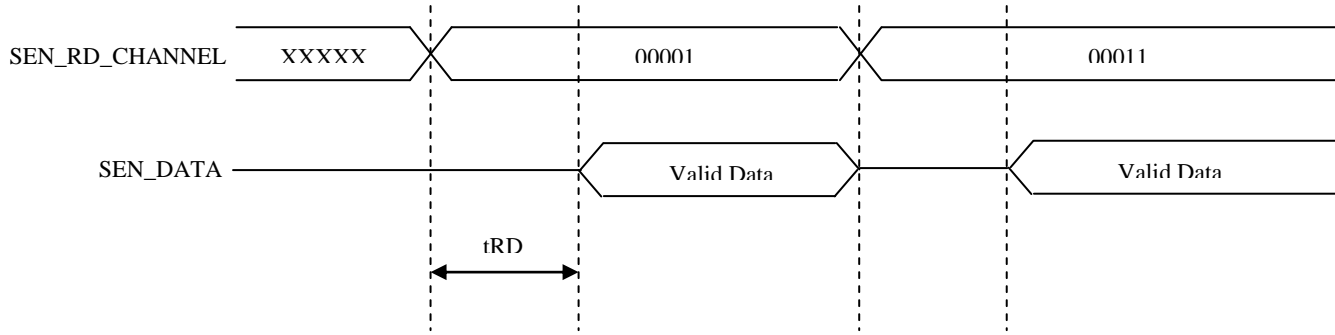 SEN_RD_CHANNEL XXXXX 00001 00011
SEN_DATA Valid Data Valid Data
tRD